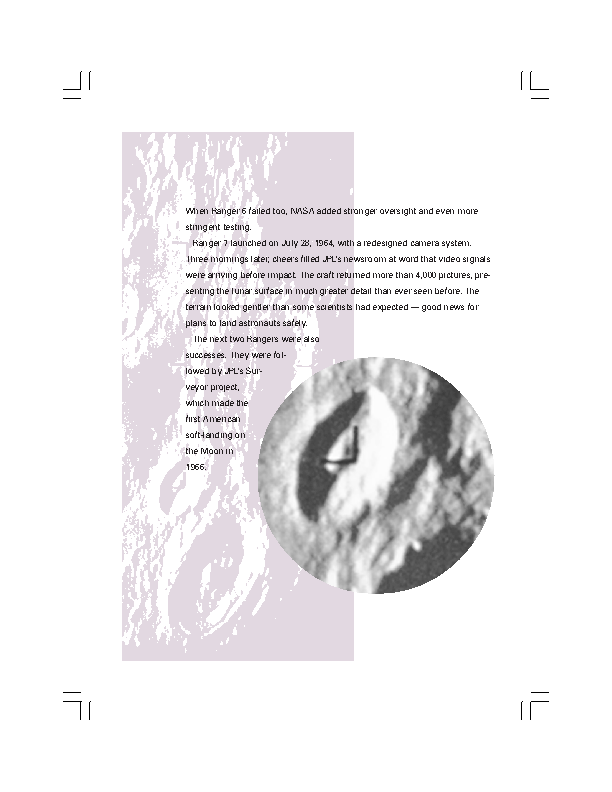 When Ranger 6 failed too, NASA added stronger oversight and even more
stringent testing.
Ranger 7 launched on July 28, 1964, with a redesigned camera system.
Three mornings later, cheers filled JPL's newsroom at word that video signals
were arriving before impact. The craft returned more than 4,000 pictures, pre-
senting the lunar surface in much greater detail than ever seen before. The
terrain looked gentler than some scientists had expected — good news for
plans to land astronauts safely.
The next two Rangers were also
successes. They were fol-
lowed by JPL's Sur-
veyor project,
which made the
first American
soft-landing on
the Moon in
1966.